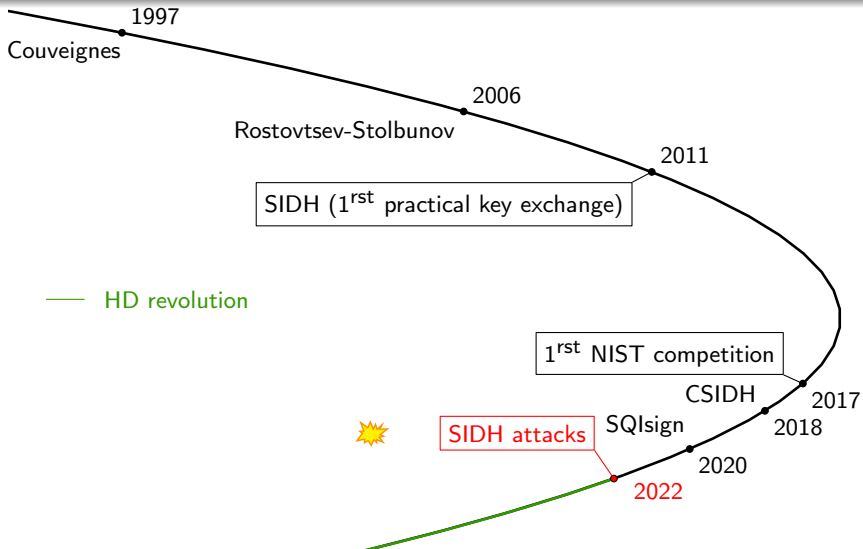 1997
Couveignes
2006
Rostovtsev-Stolbunov
2011
SIDH (1rst practical key exchange)
HD revolution
1rst NIST competition
2017
CSIDH
2018
SQIsign
2020
SIDH attacks
2022